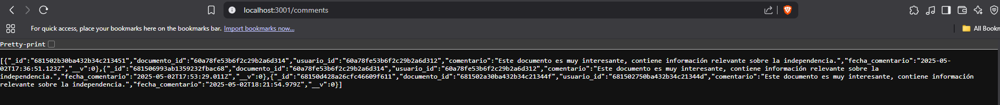 localhost:3001/comments
For quick access, place your bookmarks here on the bookmarks bar. Import bookmarks now...
All Bookm
Pretty-print
[{"_id":"681502b30ba432b34c213451","documento_id":"60a78fe53b6f2c29b2a6d314","usuario_id":"60a78fe53b6f2c29b2a6d312","comentario":"Este documento es muy interesante, contiene información relevante sobre la independencia.","fecha_comentario":"2025-05-
02T17:36:51.123Z","__v":0},{"_id":"681506993ab1359232fbac68","documento_id":"60a78fe53b6f2c29b2a6d314","usuario_id":"60a78fe53b6f2c29b2a6d312","comentario":"Este documento es muy interesante, contiene información relevante sobre la
independencia.","fecha_comentario":"2025-05-02T17:53:29.011Z","__v":0},{"_id":"68150d428a26cfc46609f611","documento_id":"681502a30ba432b34c21344f","usuario_id":"681502750ba432b34c21344d","comentario":"Este documento es muy interesante, contiene información
relevante sobre la independencia.","fecha_comentario":"2025-05-02T18:21:54.979Z","__v":0}]